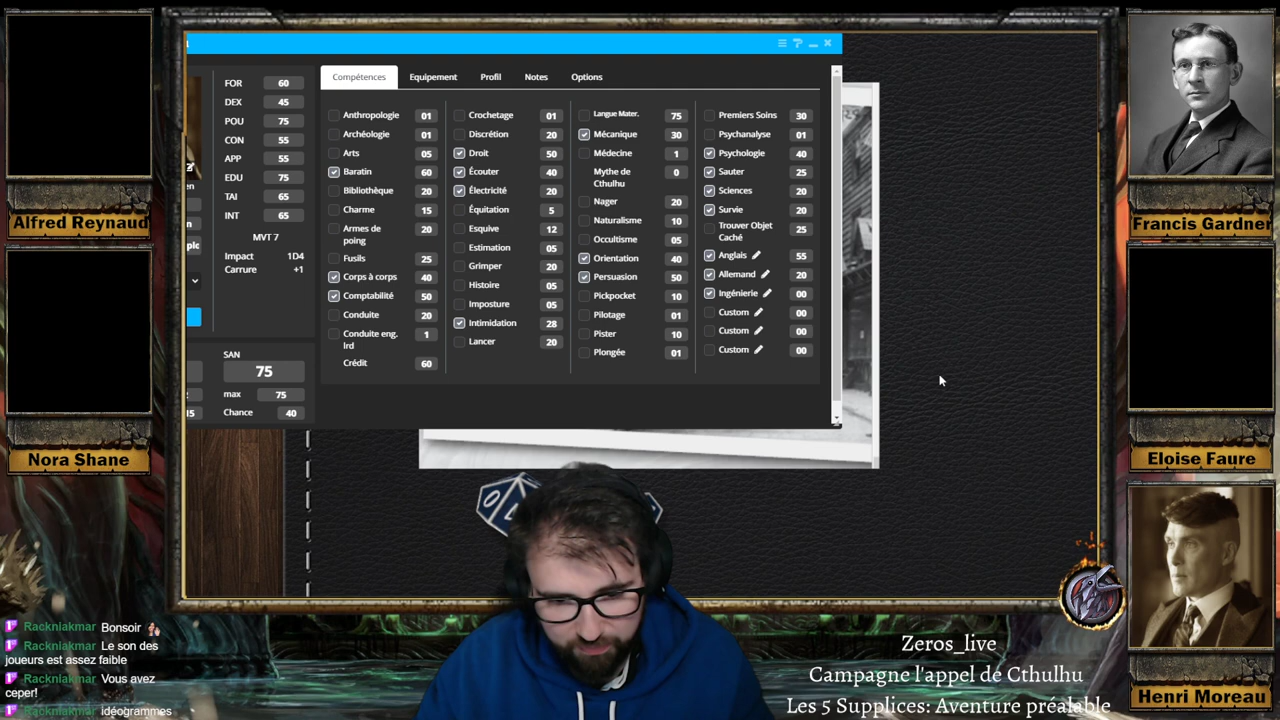 Compétences Equipement Profil Notes Options
FOR 60
DEX 45
POU 75
CON 55
APP 55
EDU 75
TAI 65
INT 65
MVT 7
Impact 1D4
Carrure +1
SAN
75
max 75
Chance 40
Anthropologie 01
Archéologie 01
Arts 05
Baratin 60
Bibliothèque 20
Charme 15
Armes de
poing 20
Fusils 25
Corps à corps 40
Comptabilité 50
Conduite 20
Conduite eng.
lrd 1
Crédit 60
Crochetage 01
Discrétion 20
Droit 50
Écouter 40
Électricité 20
Équitation 5
Esquive 12
Estimation 05
Grimper 20
Histoire 05
Imposture 05
Intimidation 28
Lancer 20
Langue Mater. 75
Mécanique 30
Médecine 1
Mythe de
Cthulhu 0
Nager 20
Naturalisme 10
Occultisme 05
Orientation 40
Persuasion 50
Pickpocket 10
Pilotage 01
Pister 10
Plongée 01
Premiers Soins 30
Psychanalyse 01
Psychologie 40
Sauter 25
Sciences 20
Survie 20
Trouver Objet
Caché 25
Anglais 55
Allemand 20
Ingénierie 00
Custom 00
Custom 00
Custom 00
Alfred Reynaud
Nora Shane
Francis Gardner
Eloise Faure
Henri Moreau
Rackniakmar Bonsoir
Rackniakmar Le son des
joueurs est assez faible
Rackniakmar Vous avez
ceper!
Rackniakmar idéogrammes
Zeros_live
Campagne l'appel de Cthulhu
Les 5 Supplices: Aventure préalable